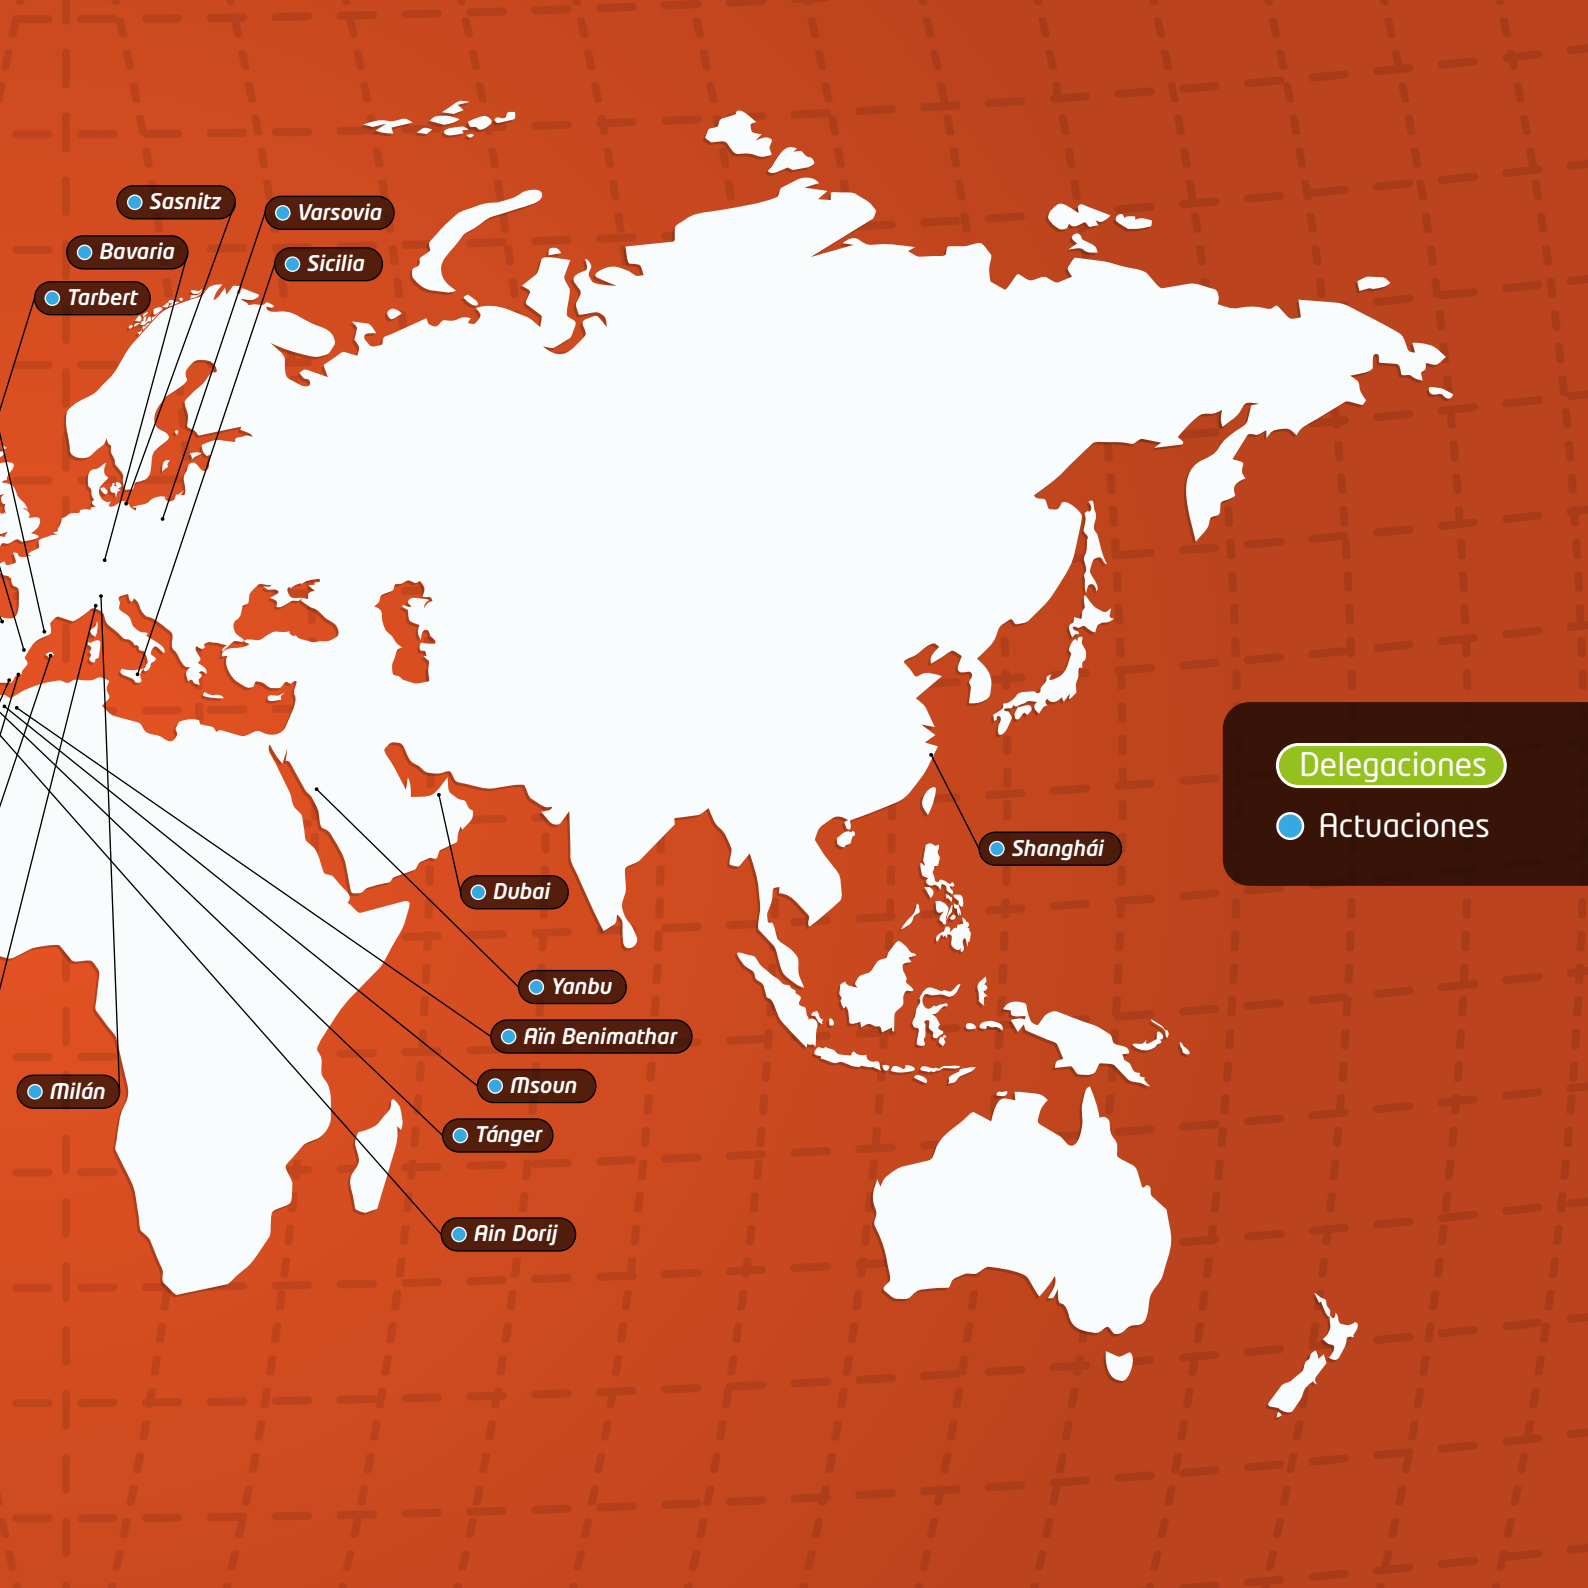 Sasnitz
Varsovia
Bavaria
Sicilia
Tarbert
Delegaciones
Actuaciones
Shanghái
Dubai
Yanbu
Aïn Benimathar
Msoun
Milán
Tánger
Ain Dorij